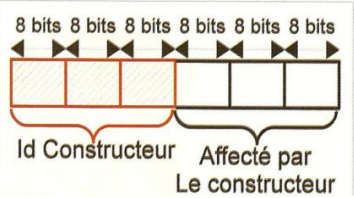 8 bits 8 bits 8 bits 8 bits 8 bits 8 bits
Id Constructeur
Affecté par
Le constructeur